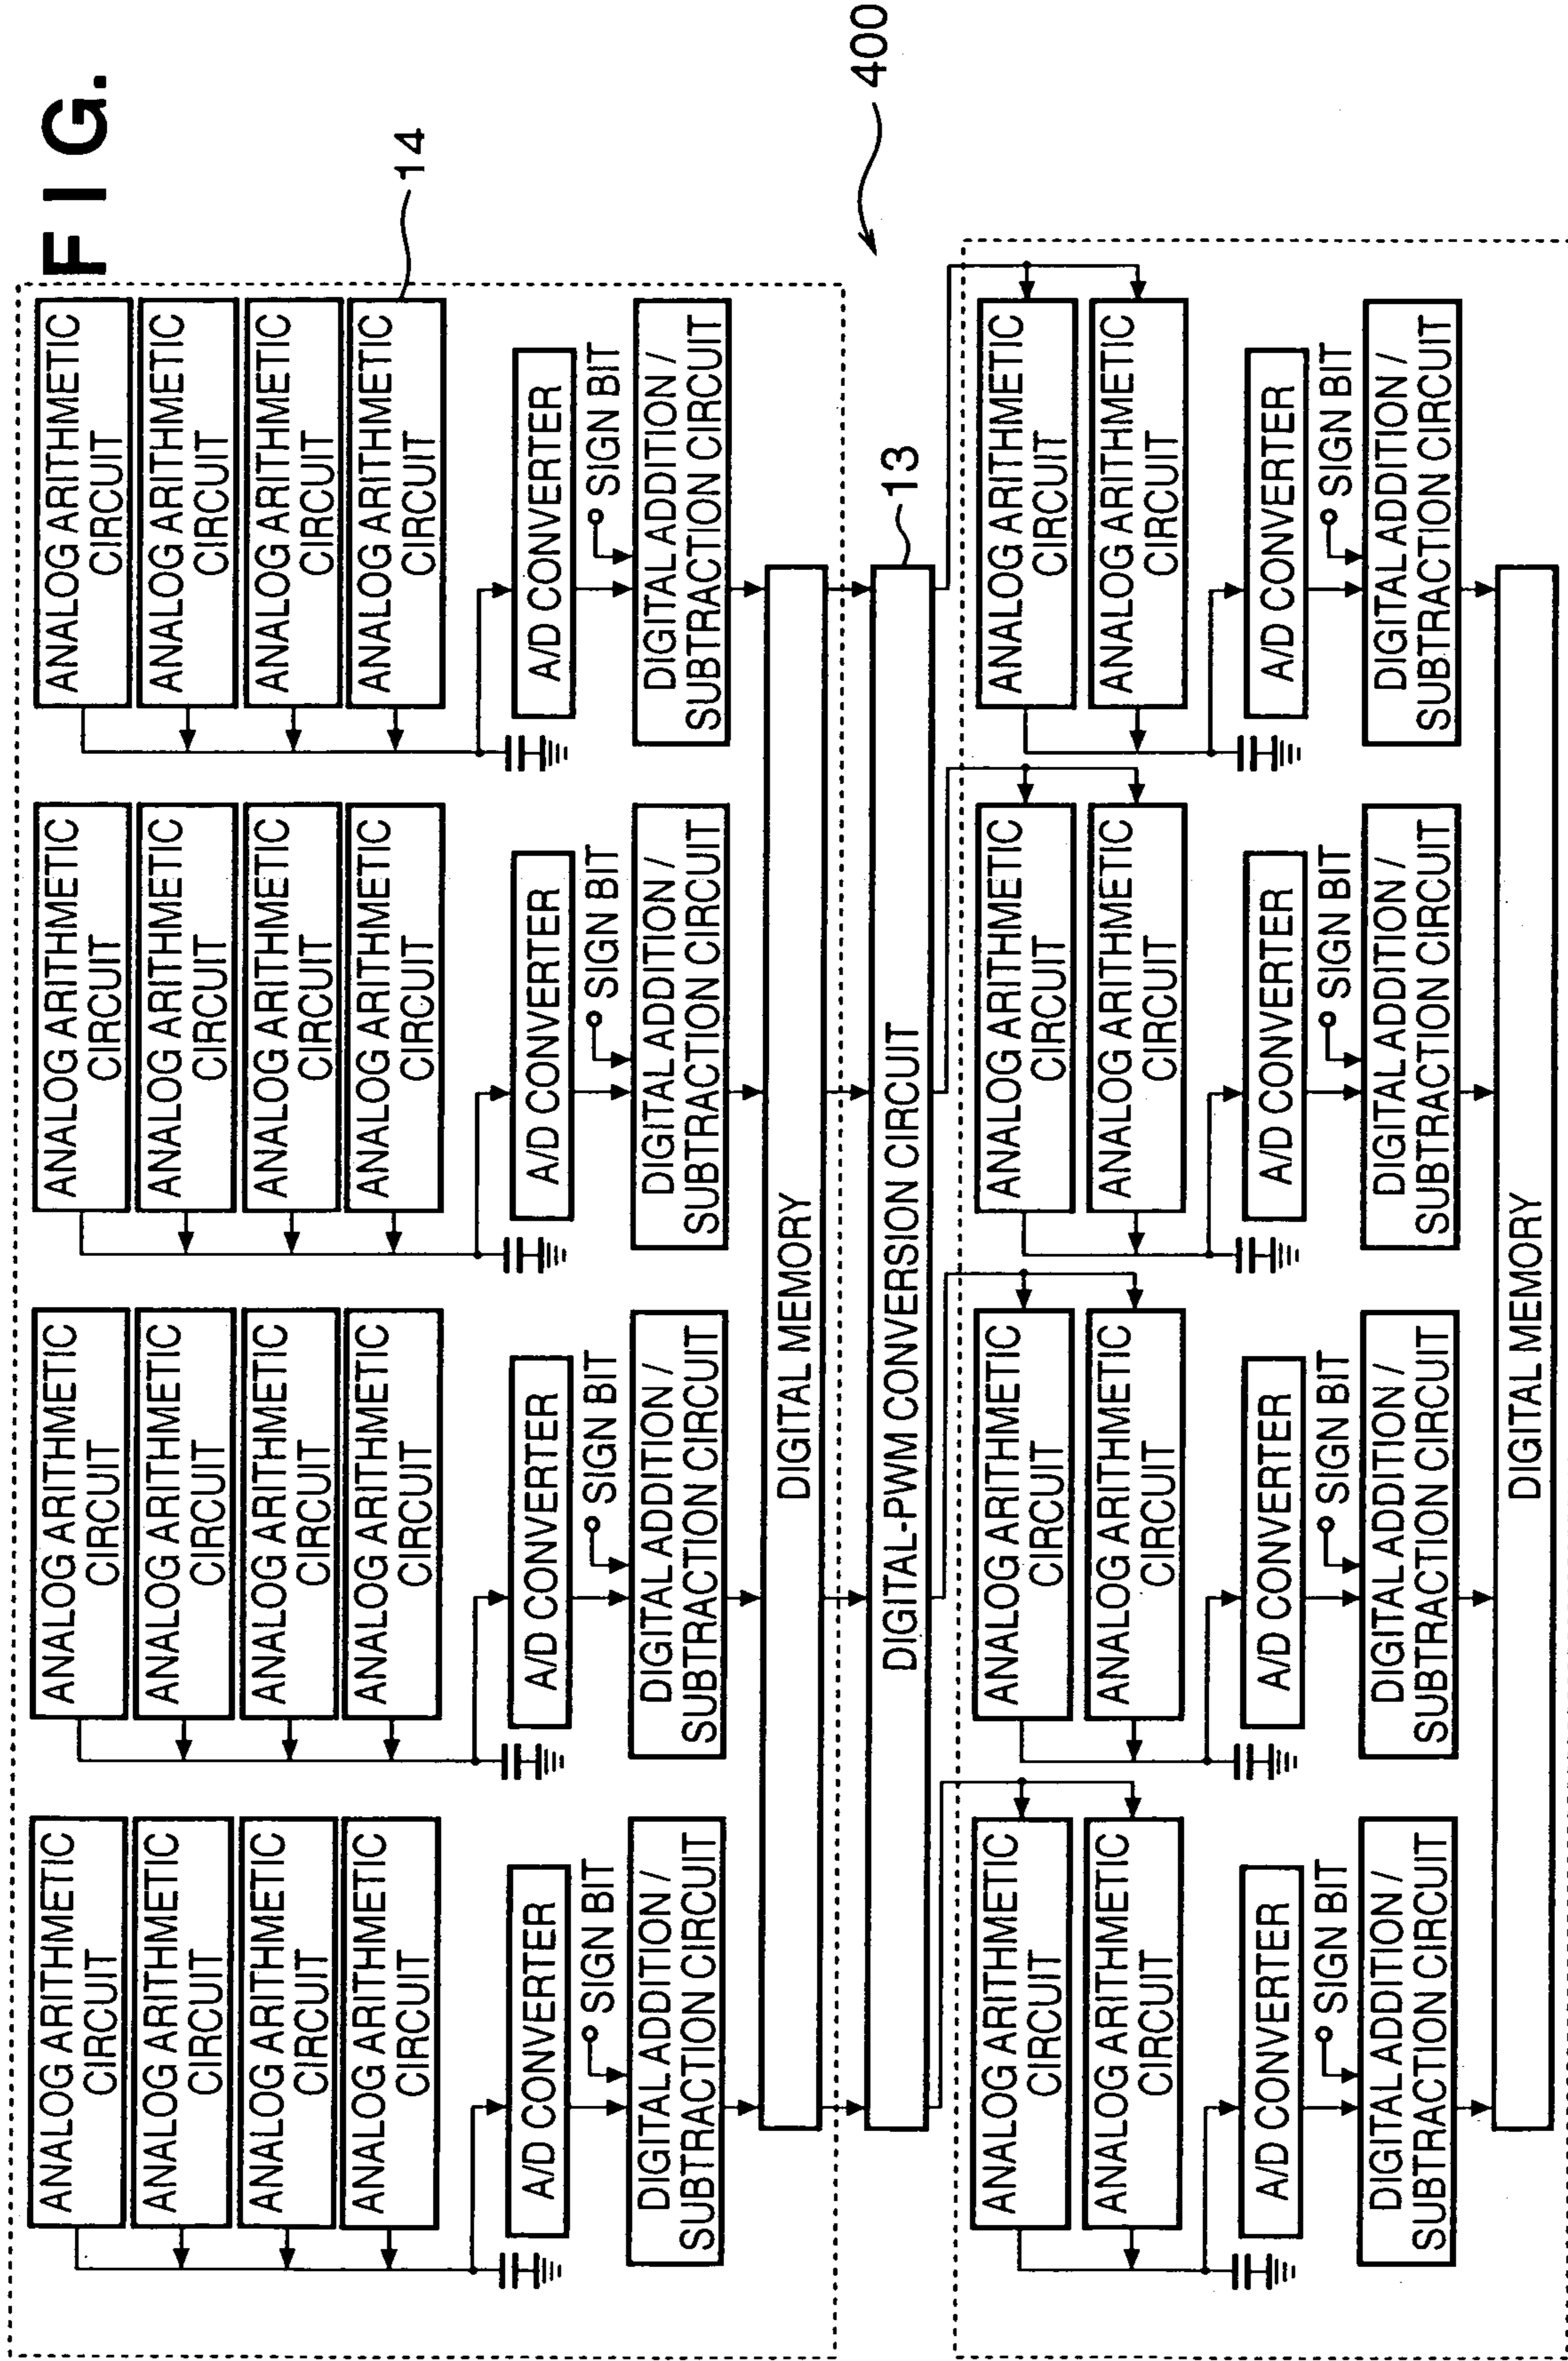 FIG.
ANALOG ARITHMETIC
CIRCUIT
ANALOG ARITHMETIC
CIRCUIT
ANALOG ARITHMETIC
CIRCUIT
ANALOG ARITHMETIC
CIRCUIT
ANALOG ARITHMETIC
CIRCUIT
ANALOG ARITHMETIC
CIRCUIT
ANALOG ARITHMETIC
CIRCUIT
ANALOG ARITHMETIC
CIRCUIT
ANALOG ARITHMETIC
CIRCUIT
ANALOG ARITHMETIC
CIRCUIT
ANALOG ARITHMETIC
CIRCUIT
ANALOG ARITHMETIC
CIRCUIT
ANALOG ARITHMETIC
CIRCUIT
ANALOG ARITHMETIC
CIRCUIT
ANALOG ARITHMETIC
CIRCUIT
ANALOG ARITHMETIC
CIRCUIT
14
A/D CONVERTER
A/D CONVERTER
A/D CONVERTER
A/D CONVERTER
SIGN BIT
SIGN BIT
SIGN BIT
SIGN BIT
DIGITAL ADDITION /
SUBTRACTION CIRCUIT
DIGITAL ADDITION /
SUBTRACTION CIRCUIT
DIGITAL ADDITION /
SUBTRACTION CIRCUIT
DIGITAL ADDITION /
SUBTRACTION CIRCUIT
DIGITAL MEMORY
400
DIGITAL-PWM CONVERSION CIRCUIT
13
ANALOG ARITHMETIC
CIRCUIT
ANALOG ARITHMETIC
CIRCUIT
ANALOG ARITHMETIC
CIRCUIT
ANALOG ARITHMETIC
CIRCUIT
ANALOG ARITHMETIC
CIRCUIT
ANALOG ARITHMETIC
CIRCUIT
ANALOG ARITHMETIC
CIRCUIT
ANALOG ARITHMETIC
CIRCUIT
A/D CONVERTER
A/D CONVERTER
A/D CONVERTER
A/D CONVERTER
SIGN BIT
SIGN BIT
SIGN BIT
SIGN BIT
DIGITAL ADDITION /
SUBTRACTION CIRCUIT
DIGITAL ADDITION /
SUBTRACTION CIRCUIT
DIGITAL ADDITION /
SUBTRACTION CIRCUIT
DIGITAL ADDITION /
SUBTRACTION CIRCUIT
DIGITAL MEMORY